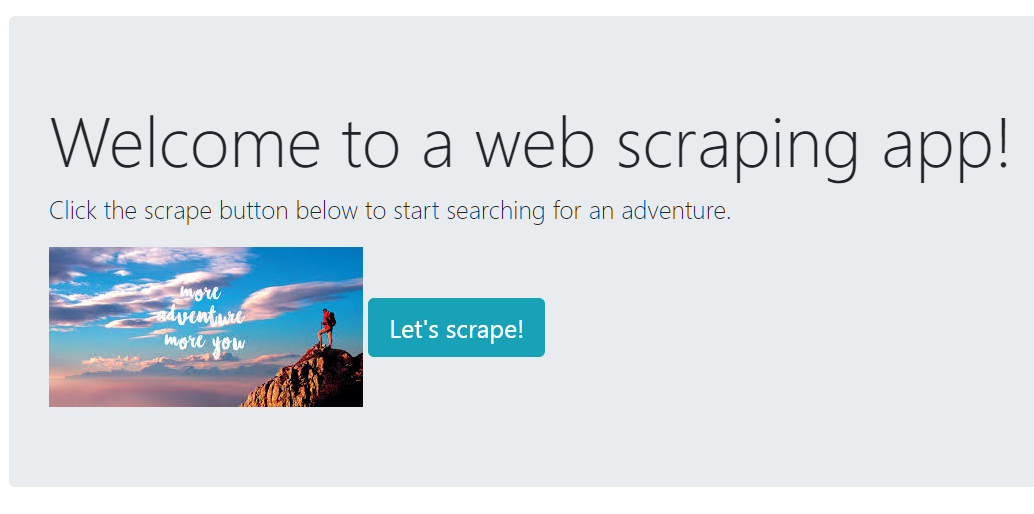 Welcome to a web scraping app!
Click the scrape button below to start searching for an adventure.
more
adventure
more you
Let's scrape!